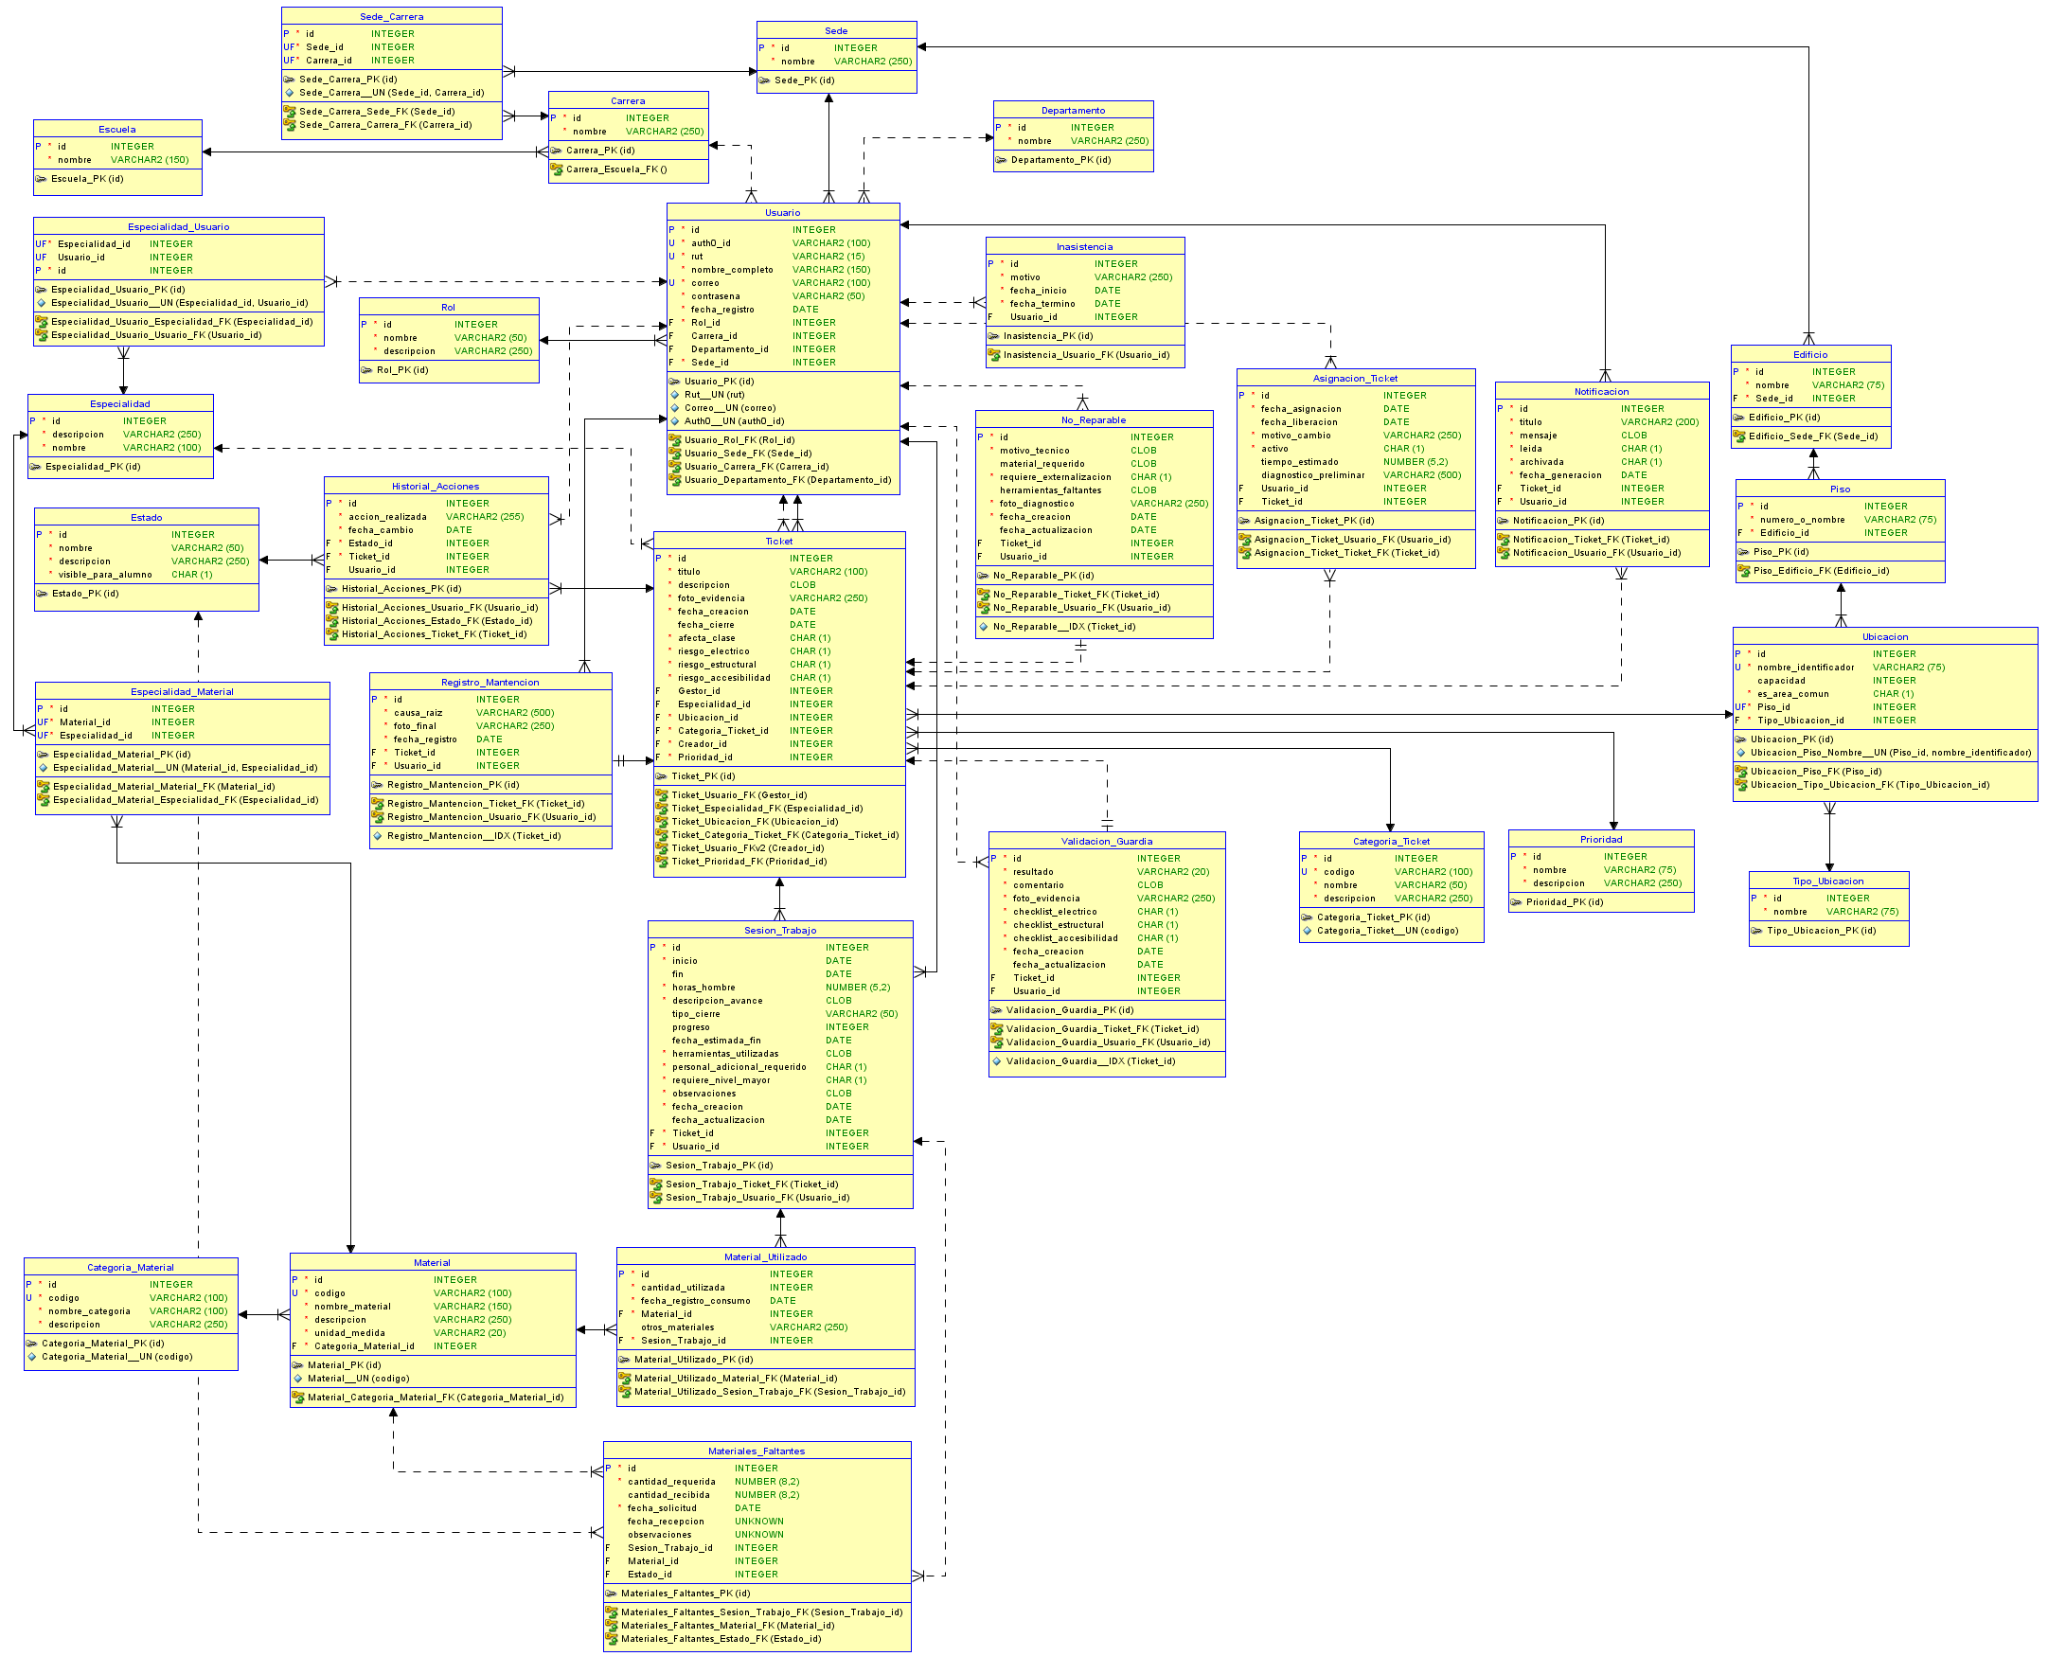 Sede_Carrera
P * id INTEGER
UF* Sede_id INTEGER
UF* Carrera_id INTEGER
Sede_Carrera_PK (id)
Sede_Carrera__UN (Sede_id, Carrera_id)
Sede_Carrera_Sede_FK (Sede_id)
Sede_Carrera_Carrera_FK (Carrera_id)
Sede
P * id INTEGER
* nombre VARCHAR2 (250)
Sede_PK (id)
Carrera
P * id INTEGER
* nombre VARCHAR2 (250)
Carrera_PK (id)
Carrera_Escuela_FK ()
Departamento
P * id INTEGER
* nombre VARCHAR2 (250)
Departamento_PK (id)
Escuela
P * id INTEGER
* nombre VARCHAR2 (150)
Escuela_PK (id)
Especialidad_Usuario
UF* Especialidad_id INTEGER
UF Usuario_id INTEGER
P * id INTEGER
Especialidad_Usuario_PK (id)
Especialidad_Usuario__UN (Especialidad_id, Usuario_id)
Especialidad_Usuario_Especialidad_FK (Especialidad_id)
Especialidad_Usuario_Usuario_FK (Usuario_id)
Rol
P * id INTEGER
* nombre VARCHAR2 (50)
* descripcion VARCHAR2 (250)
Rol_PK (id)
Usuario
P * id INTEGER
U * auth0_id VARCHAR2 (100)
U * rut VARCHAR2 (15)
* nombre_completo VARCHAR2 (150)
U * correo VARCHAR2 (100)
* contrasena VARCHAR2 (50)
* fecha_registro DATE
F * Rol_id INTEGER
F Carrera_id INTEGER
F Departamento_id INTEGER
F * Sede_id INTEGER
Usuario_PK (id)
Rut__UN (rut)
Correo__UN (correo)
Auth0__UN (auth0_id)
Usuario_Rol_FK (Rol_id)
Usuario_Sede_FK (Sede_id)
Usuario_Carrera_FK (Carrera_id)
Usuario_Departamento_FK (Departamento_id)
Inasistencia
P * id INTEGER
* motivo VARCHAR2 (250)
* fecha_inicio DATE
* fecha_termino DATE
F Usuario_id INTEGER
Inasistencia_PK (id)
Inasistencia_Usuario_FK (Usuario_id)
Asignacion_Ticket
P * id INTEGER
* fecha_asignacion DATE
fecha_liberacion DATE
* motivo_cambio VARCHAR2 (250)
* activo CHAR (1)
tiempo_estimado NUMBER (5,2)
diagnostico_preliminar VARCHAR2 (500)
F Usuario_id INTEGER
F Ticket_id INTEGER
Asignacion_Ticket_PK (id)
Asignacion_Ticket_Usuario_FK (Usuario_id)
Asignacion_Ticket_Ticket_FK (Ticket_id)
Notificacion
P * id INTEGER
* titulo VARCHAR2 (200)
* mensaje CLOB
* leida CHAR (1)
* archivada CHAR (1)
* fecha_generacion DATE
F Ticket_id INTEGER
F * Usuario_id INTEGER
Notificacion_PK (id)
Notificacion_Ticket_FK (Ticket_id)
Notificacion_Usuario_FK (Usuario_id)
Edificio
P * id INTEGER
* nombre VARCHAR2 (75)
F * Sede_id INTEGER
Edificio_PK (id)
Edificio_Sede_FK (Sede_id)
Especialidad
P * id INTEGER
* descripcion VARCHAR2 (250)
* nombre VARCHAR2 (100)
Especialidad_PK (id)
No_Reparable
P * id INTEGER
* motivo_tecnico CLOB
material_requerido CLOB
* requiere_externalizacion CHAR (1)
herramientas_faltantes CLOB
* foto_diagnostico VARCHAR2 (250)
* fecha_creacion DATE
fecha_actualizacion DATE
F Ticket_id INTEGER
F Usuario_id INTEGER
No_Reparable_PK (id)
No_Reparable_Ticket_FK (Ticket_id)
No_Reparable_Usuario_FK (Usuario_id)
No_Reparable__IDX (Ticket_id)
Historial_Acciones
P * id INTEGER
* accion_realizada VARCHAR2 (255)
* fecha_cambio DATE
F * Estado_id INTEGER
F * Ticket_id INTEGER
F Usuario_id INTEGER
Historial_Acciones_PK (id)
Historial_Acciones_Usuario_FK (Usuario_id)
Historial_Acciones_Estado_FK (Estado_id)
Historial_Acciones_Ticket_FK (Ticket_id)
Piso
P * id INTEGER
* numero_o_nombre VARCHAR2 (75)
F * Edificio_id INTEGER
Piso_PK (id)
Piso_Edificio_FK (Edificio_id)
Estado
P * id INTEGER
* nombre VARCHAR2 (50)
* descripcion VARCHAR2 (250)
* visible_para_alumno CHAR (1)
Estado_PK (id)
Ticket
P * id INTEGER
* titulo VARCHAR2 (100)
* descripcion CLOB
* foto_evidencia VARCHAR2 (250)
* fecha_creacion DATE
fecha_cierre DATE
* afecta_clase CHAR (1)
* riesgo_electrico CHAR (1)
* riesgo_estructural CHAR (1)
* riesgo_accesibilidad CHAR (1)
F Gestor_id INTEGER
F Especialidad_id INTEGER
F * Ubicacion_id INTEGER
F * Categoria_Ticket_id INTEGER
F * Creador_id INTEGER
F * Prioridad_id INTEGER
Ticket_PK (id)
Ticket_Usuario_FK (Gestor_id)
Ticket_Especialidad_FK (Especialidad_id)
Ticket_Ubicacion_FK (Ubicacion_id)
Ticket_Categoria_Ticket_FK (Categoria_Ticket_id)
Ticket_Usuario_FKv2 (Creador_id)
Ticket_Prioridad_FK (Prioridad_id)
Ubicacion
P * id INTEGER
U * nombre_identificador VARCHAR2 (75)
capacidad INTEGER
* es_area_comun CHAR (1)
UF* Piso_id INTEGER
F * Tipo_Ubicacion_id INTEGER
Ubicacion_PK (id)
Ubicacion_Piso_Nombre__UN (Piso_id, nombre_identificador)
Ubicacion_Piso_FK (Piso_id)
Ubicacion_Tipo_Ubicacion_FK (Tipo_Ubicacion_id)
Registro_Mantencion
P * id INTEGER
* causa_raiz VARCHAR2 (500)
* foto_final VARCHAR2 (250)
* fecha_registro DATE
F * Ticket_id INTEGER
F * Usuario_id INTEGER
Registro_Mantencion_PK (id)
Registro_Mantencion_Ticket_FK (Ticket_id)
Registro_Mantencion_Usuario_FK (Usuario_id)
Registro_Mantencion__IDX (Ticket_id)
Especialidad_Material
P * id INTEGER
UF* Material_id INTEGER
UF* Especialidad_id INTEGER
Especialidad_Material_PK (id)
Especialidad_Material__UN (Material_id, Especialidad_id)
Especialidad_Material_Material_FK (Material_id)
Especialidad_Material_Especialidad_FK (Especialidad_id)
Validacion_Guardia
P * id INTEGER
* resultado VARCHAR2 (20)
* comentario CLOB
* foto_evidencia VARCHAR2 (250)
* checklist_electrico CHAR (1)
* checklist_estructural CHAR (1)
* checklist_accesibilidad CHAR (1)
* fecha_creacion DATE
fecha_actualizacion DATE
F Ticket_id INTEGER
F Usuario_id INTEGER
Validacion_Guardia_PK (id)
Validacion_Guardia_Ticket_FK (Ticket_id)
Validacion_Guardia_Usuario_FK (Usuario_id)
Validacion_Guardia__IDX (Ticket_id)
Categoria_Ticket
P * id INTEGER
U * codigo VARCHAR2 (100)
* nombre VARCHAR2 (50)
* descripcion VARCHAR2 (250)
Categoria_Ticket_PK (id)
Categoria_Ticket__UN (codigo)
Prioridad
P * id INTEGER
* nombre VARCHAR2 (75)
* descripcion VARCHAR2 (250)
Prioridad_PK (id)
Tipo_Ubicacion
P * id INTEGER
* nombre VARCHAR2 (75)
Tipo_Ubicacion_PK (id)
Sesion_Trabajo
P * id INTEGER
* inicio DATE
fin DATE
* horas_hombre NUMBER (5,2)
* descripcion_avance CLOB
tipo_cierre VARCHAR2 (50)
progreso INTEGER
fecha_estimada_fin DATE
* herramientas_utilizadas CLOB
* personal_adicional_requerido CHAR (1)
* requiere_nivel_mayor CHAR (1)
* observaciones CLOB
* fecha_creacion DATE
fecha_actualizacion DATE
F * Ticket_id INTEGER
F * Usuario_id INTEGER
Sesion_Trabajo_PK (id)
Sesion_Trabajo_Ticket_FK (Ticket_id)
Sesion_Trabajo_Usuario_FK (Usuario_id)
Categoria_Material
P * id INTEGER
U * codigo VARCHAR2 (100)
* nombre_categoria VARCHAR2 (100)
* descripcion VARCHAR2 (250)
Categoria_Material_PK (id)
Categoria_Material__UN (codigo)
Material
P * id INTEGER
U * codigo VARCHAR2 (100)
* nombre_material VARCHAR2 (150)
* descripcion VARCHAR2 (250)
* unidad_medida VARCHAR2 (20)
F * Categoria_Material_id INTEGER
Material_PK (id)
Material__UN (codigo)
Material_Categoria_Material_FK (Categoria_Material_id)
Material_Utilizado
P * id INTEGER
* cantidad_utilizada INTEGER
* fecha_registro_consumo DATE
F * Material_id INTEGER
otros_materiales VARCHAR2 (250)
F * Sesion_Trabajo_id INTEGER
Material_Utilizado_PK (id)
Material_Utilizado_Material_FK (Material_id)
Material_Utilizado_Sesion_Trabajo_FK (Sesion_Trabajo_id)
Materiales_Faltantes
P * id INTEGER
* cantidad_requerida NUMBER (8,2)
cantidad_recibida NUMBER (8,2)
* fecha_solicitud DATE
fecha_recepcion UNKNOWN
observaciones UNKNOWN
F Sesion_Trabajo_id INTEGER
F Material_id INTEGER
F Estado_id INTEGER
Materiales_Faltantes_PK (id)
Materiales_Faltantes_Sesion_Trabajo_FK (Sesion_Trabajo_id)
Materiales_Faltantes_Material_FK (Material_id)
Materiales_Faltantes_Estado_FK (Estado_id)